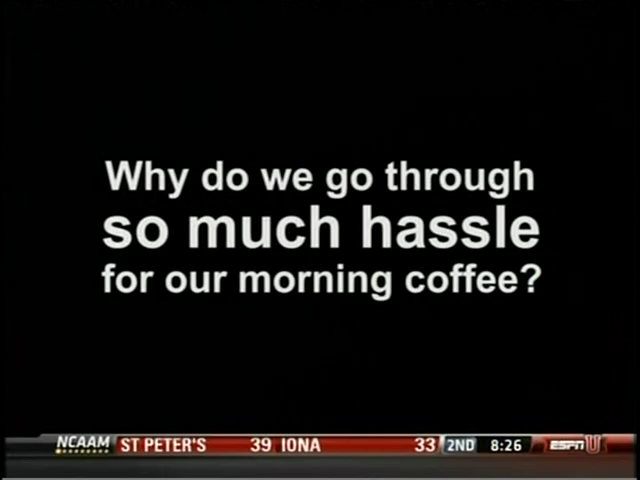 Why do we go through
so much hassle
for our morning coffee?
NCAAM ST PETER'S 39 IONA 33 2ND 8:26 ESPNU